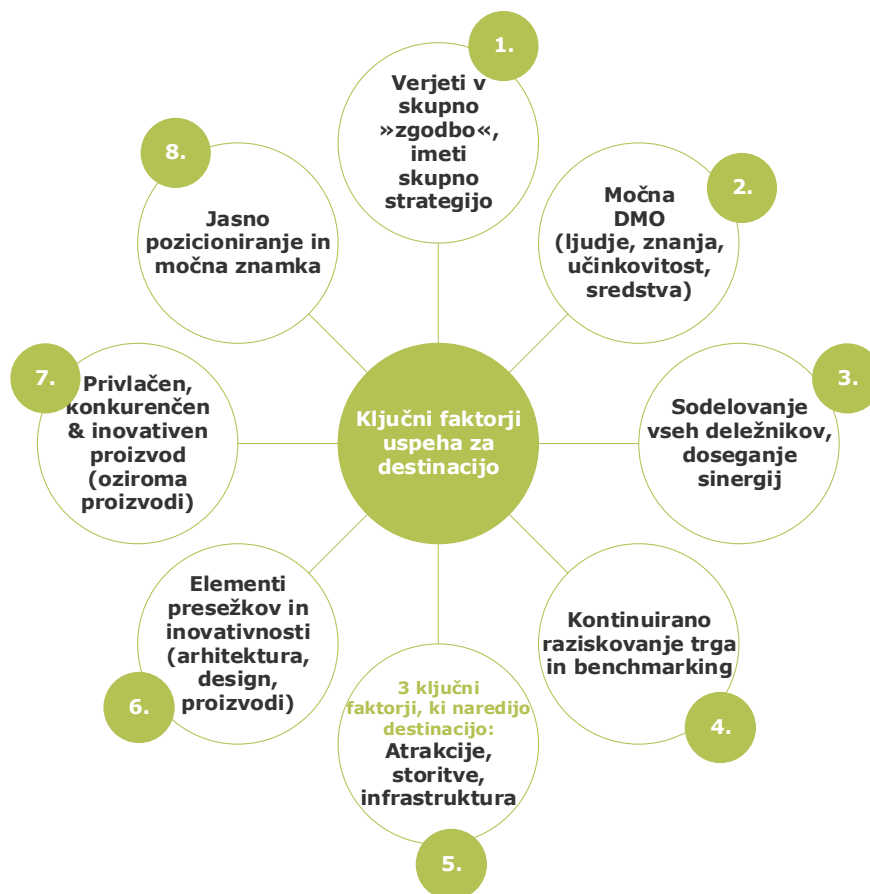 1.
Verjeti v
skupno
»zgodbo«,
imeti
skupno
strategijo
2.
Močna
DMO
(ljudje, znanja,
učinkovitost,
sredstva)
3.
Sodelovanje
vseh deležnikov,
doseganje
sinergij
4.
Kontinuirano
raziskovanje trga
in benchmarking
5.
3 ključni
faktorji, ki naredijo
destinacijo:
Atrakcije,
storitve,
infrastruktura
6.
Elementi
presežkov in
inovativnosti
(arhitektura,
design,
proizvodi)
7.
Privlačen,
konkurenčen
& inovativen
proizvod
(oziroma
proizvodi)
8.
Jasno
pozicioniranje in
močna znamka
Ključni faktorji
uspeha za
destinacijo